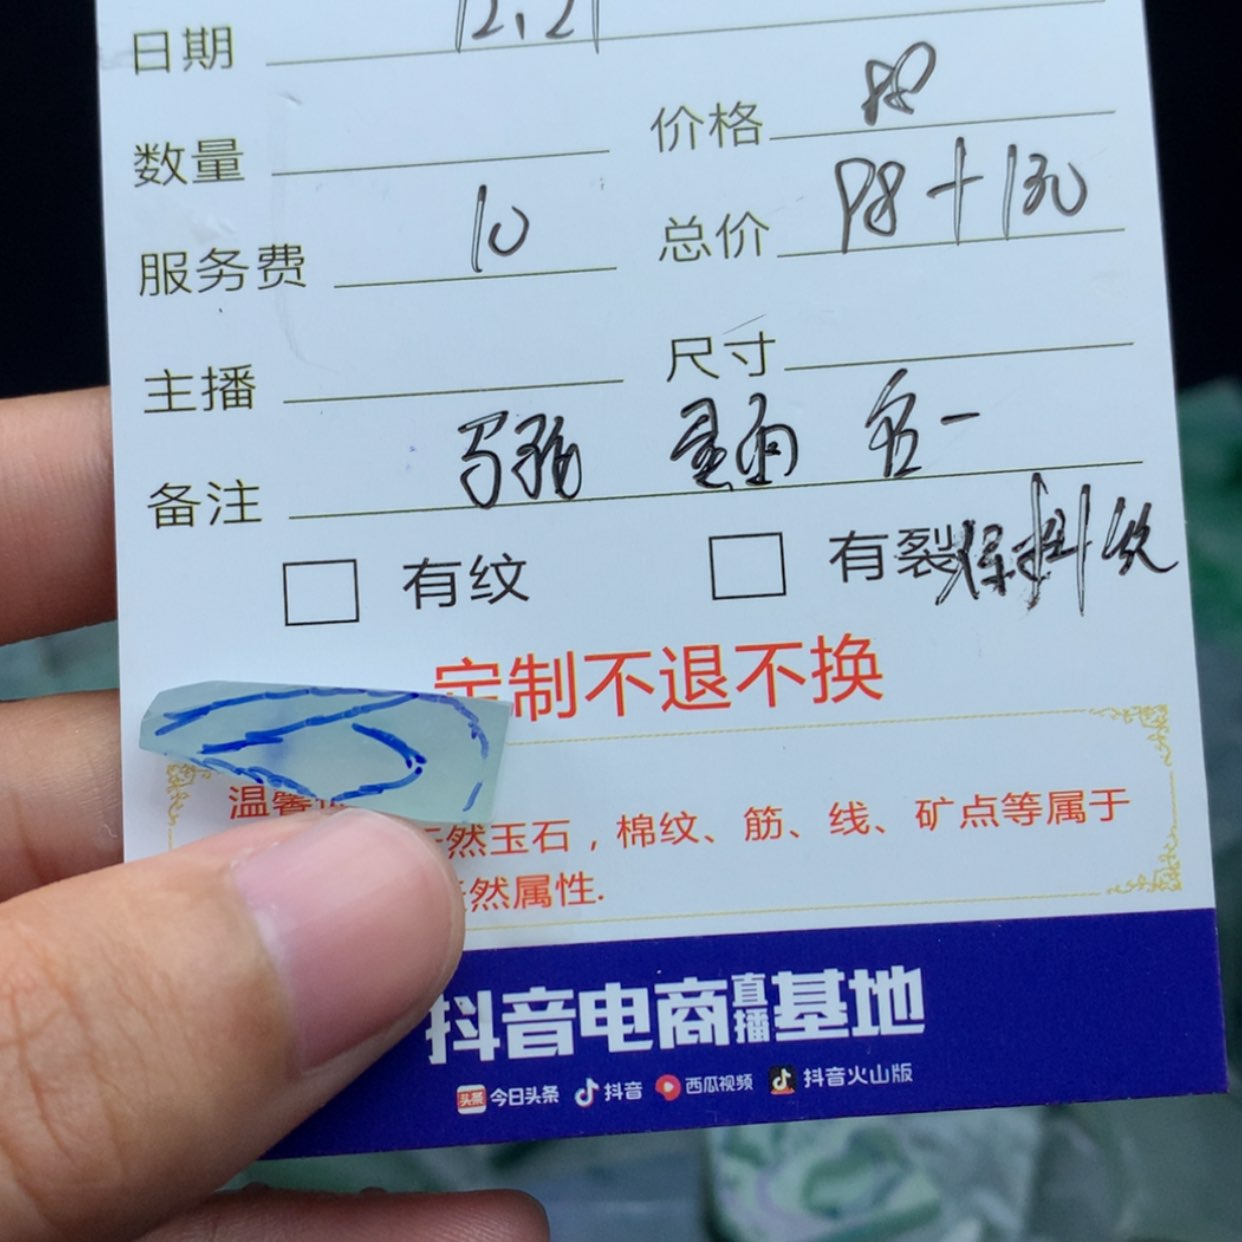 日期 12.21
数量 价格
服务费 10 总价 98+130
主播 尺寸
备注
有纹 有裂
定制不退不换
温馨
然玉石，棉纹、筋、线、矿点等属于
然属性.
抖音电商直播基地
头条 今日头条 抖音 西瓜视频 抖音火山版